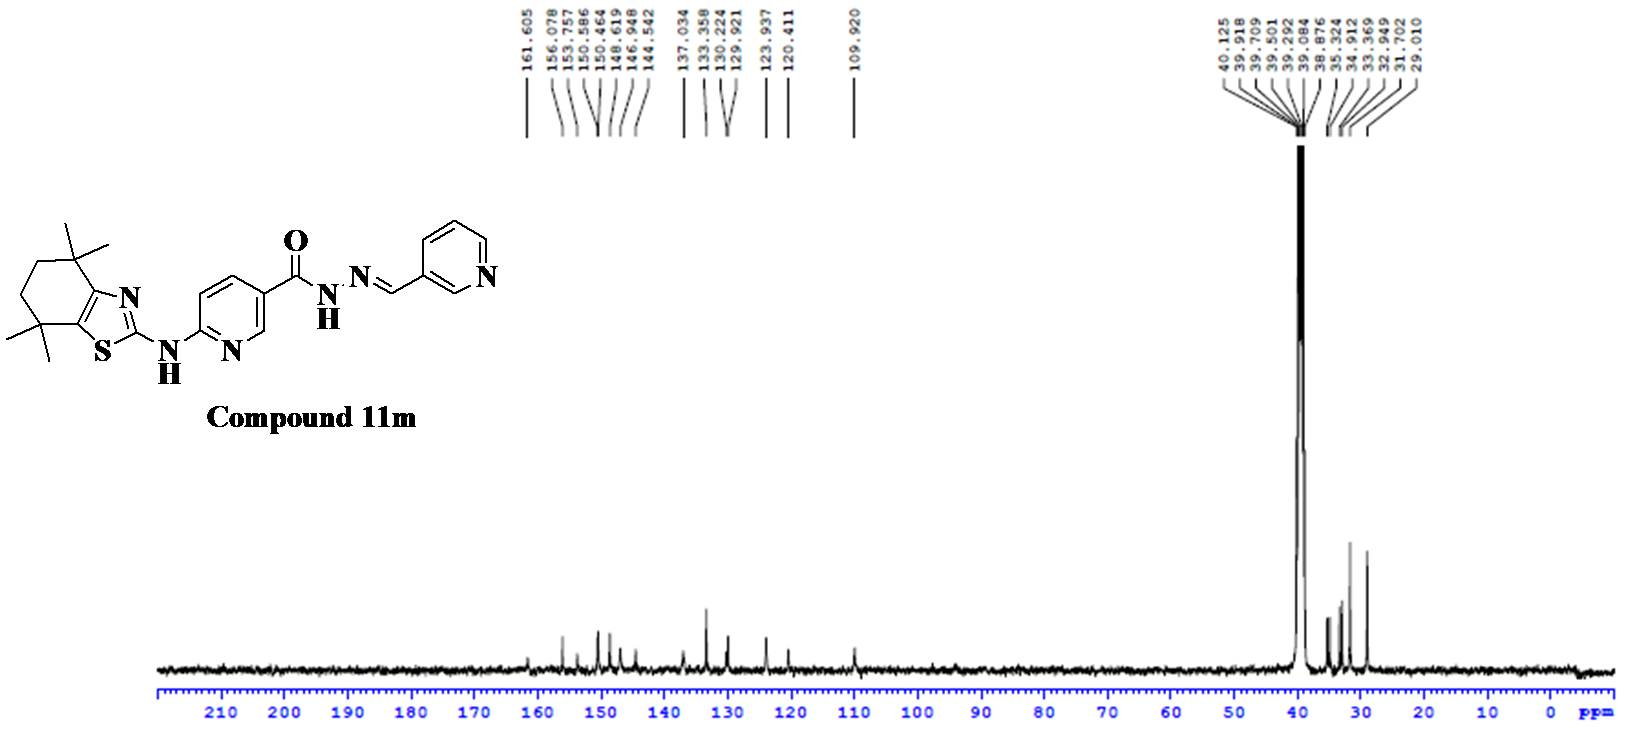 161.605
156.078
153.757
150.586
150.464
148.619
146.948
144.542
137.034
133.358
130.224
129.921
123.937
120.411
109.920
40.125
39.918
39.709
39.501
39.292
39.084
38.876
35.324
34.912
33.369
32.949
31.702
29.010
O
N
N
N
H
N
S
N
H
N
Compound 11m
210 200 190 180 170 160 150 140 130 120 110 100 90 80 70 60 50 40 30 20 10 0 ppm